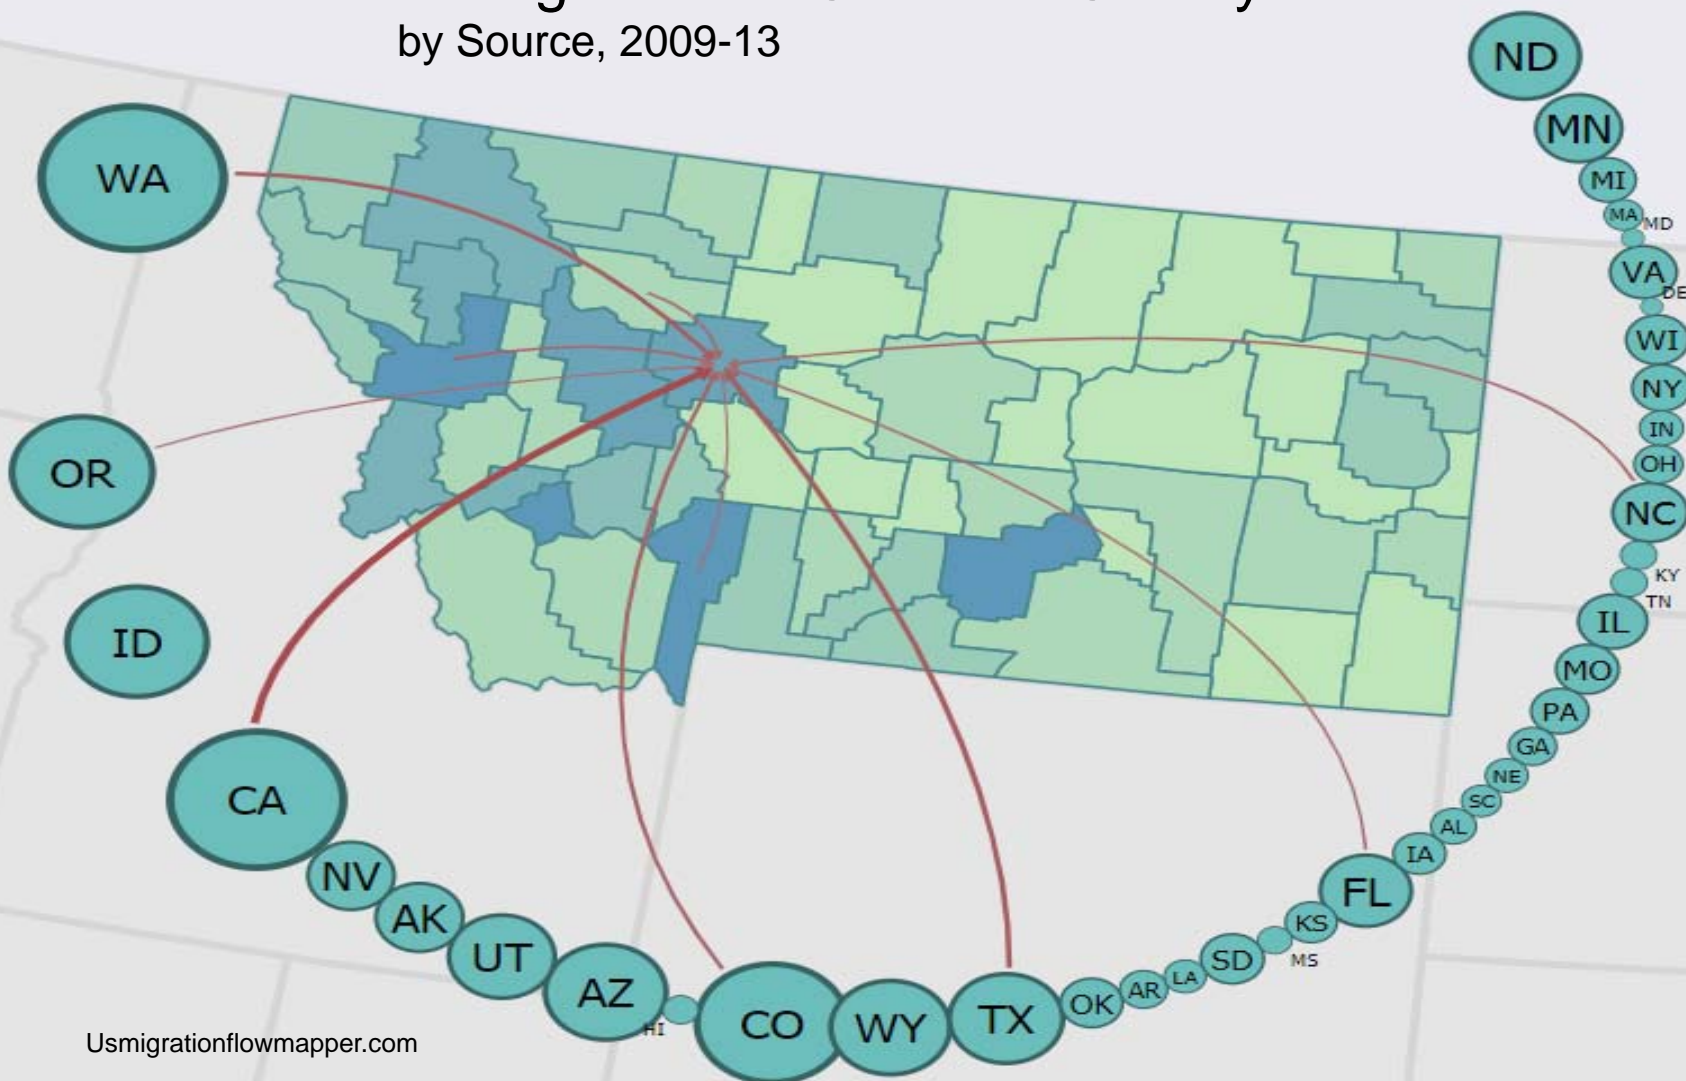 by Source, 2009-13
ND
MN
WA
MI
MA
MD
VA
DE
WI
NY
IN
OR
OH
NC
KY
TN
IL
ID
MO
PA
GA
NE
CA
SC
AL
IA
NV
FL
AK
KS
UT
SD
MS
LA
AZ
AR
OK
TX
HI
CO
WY
Usmigrationflowmapper.com